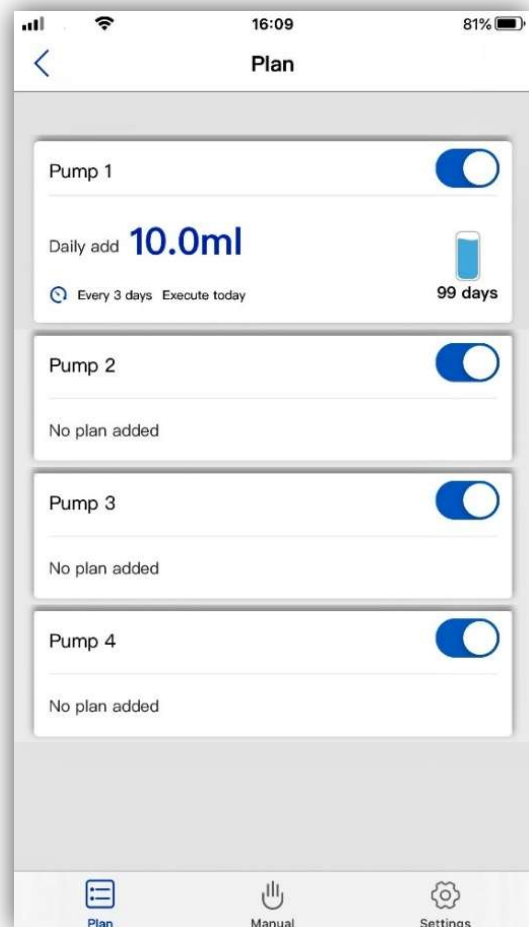 16:09 81%
Plan
Pump 1
Daily add 10.0ml
Every 3 days Execute today
99 days
Pump 2
No plan added
Pump 3
No plan added
Pump 4
No plan added
Plan Manual Settings